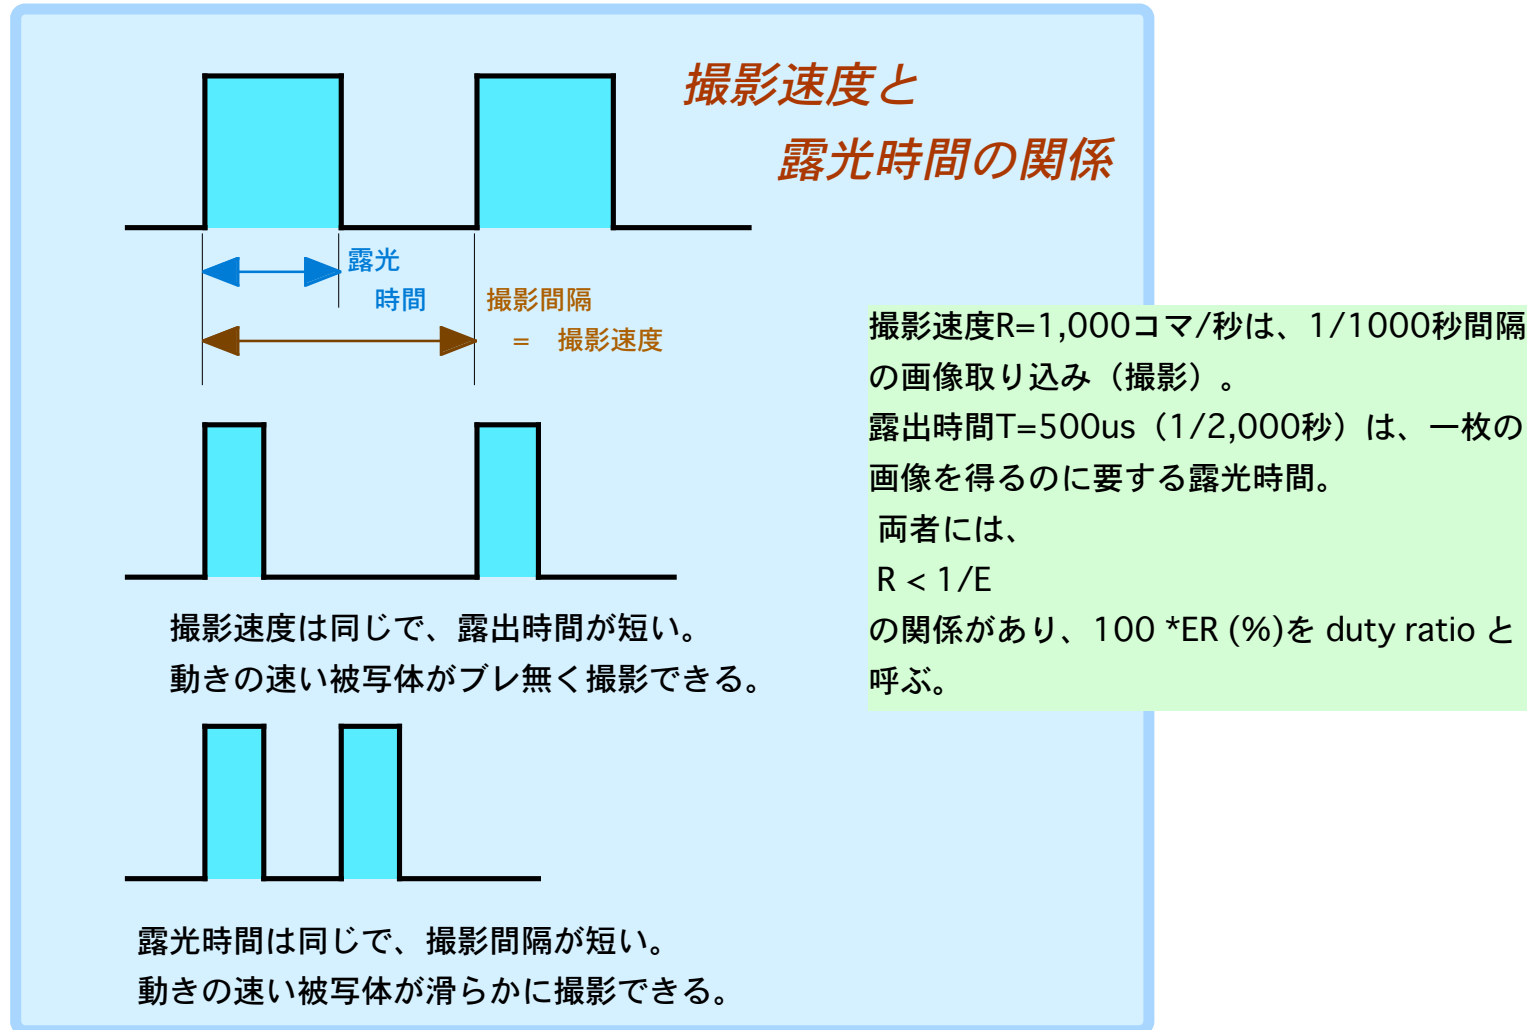 撮影速度と
露光時間の関係
露光
時間
撮影間隔
= 撮影速度
撮影速度R=1,000コマ/秒は、1/1000秒間隔
の画像取り込み（撮影）。
露出時間T=500us（1/2,000秒）は、一枚の
画像を得るのに要する露光時間。
両者には、
R < 1/E
の関係があり、100 *ER (%)を duty ratio と
呼ぶ。
撮影速度は同じで、露出時間が短い。
動きの速い被写体がブレ無く撮影できる。
露光時間は同じで、撮影間隔が短い。
動きの速い被写体が滑らかに撮影できる。